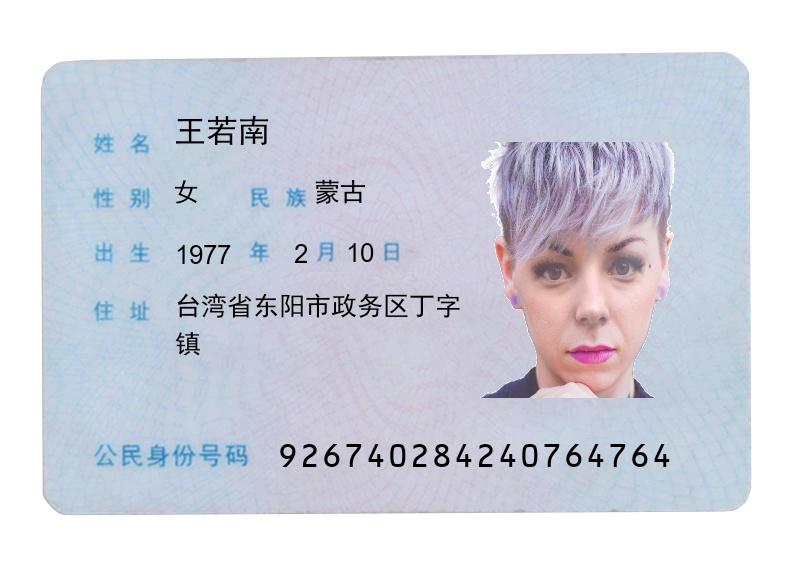 姓名 王若南
性别 女 民族 蒙古
出生 1977 年 2 月 10 日
住址 台湾省东阳市政务区丁字
镇
公民身份号码 926740284240764764